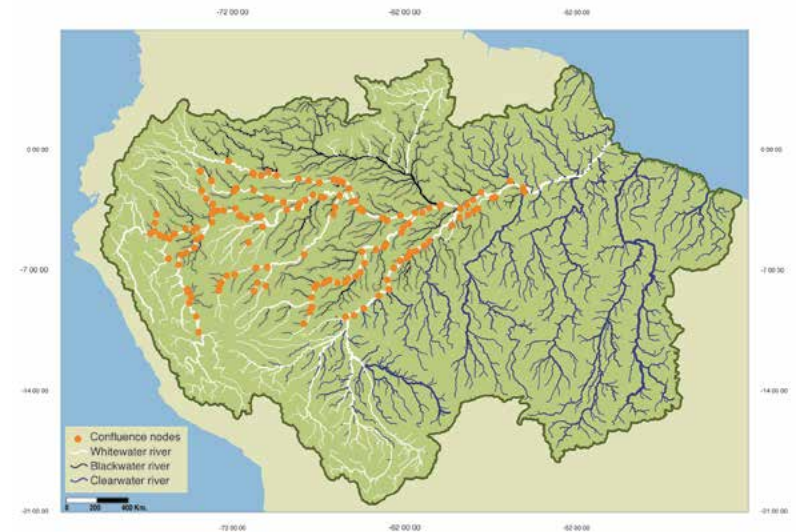 -72 00 00 -62 00 00 -52 00 00
0 00 00 0 00 00
-7 00 00 -7 00 00
-14 00 00 -14 00 00
Confluence nodes
Whitewater river
Blackwater river
Clearwater river
0 200 400 Km.
-21 00 00 -21 00 00
-72 00 00 -62 00 00 -52 00 00